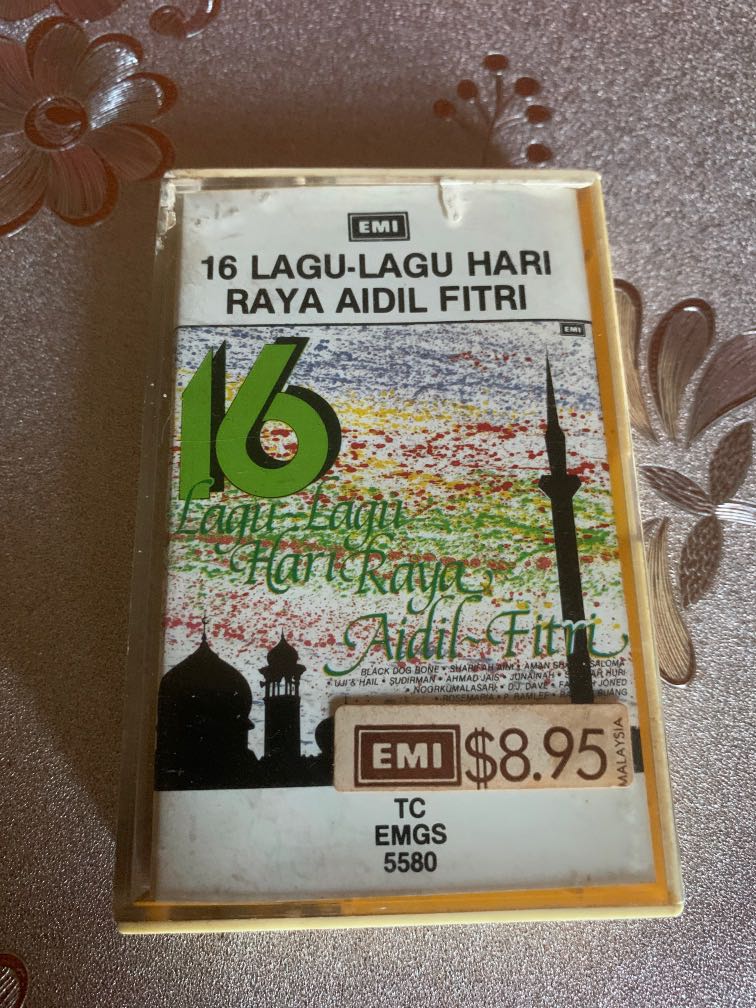 EMI
16 LAGU-LAGU HARI
RAYA AIDIL FITRI
EMI
16
Lagu-Lagu
Hari Raya
Aidil-Fitri
BLACK DOG BONE • SHARIFAH AINI • AMAN SALOMA
UJI & HAIL • SUDIRMAN • AHMAD JAIS • JUNAINAH •
• NOORKUMALASARI • D.J. DAVE • JONED
• ROSEMARIA • P. RAMLEE • BUANG
EMI $8.95
MALAYSIA
TC
EMGS
5580